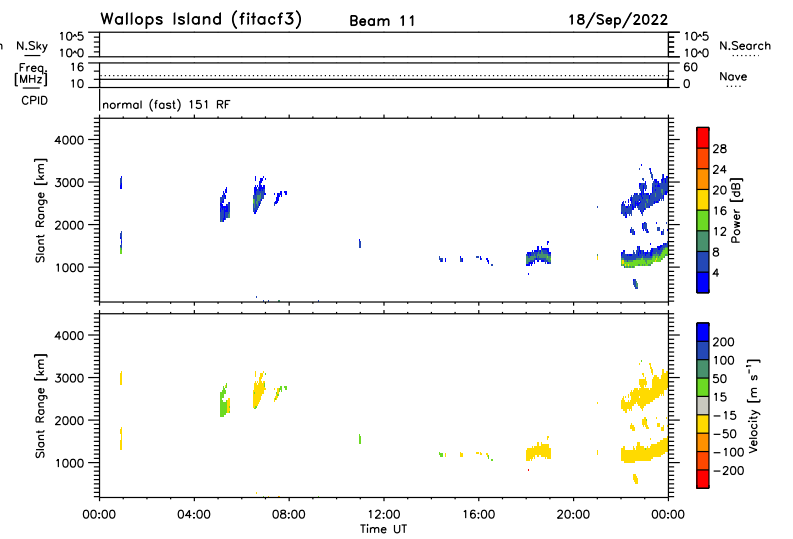 Wallops Island (fitacf3) Beam 11 18/Sep/2022
n N.Sky 10^5 10^5 N.Search
10^0 10^0
Freq. 16 60 Nave
[MHz] 10 0
CPID normal (fast) 151 RF
Slant Range [km]
4000
3000
2000
1000
Power [dB]
28
24
20
16
12
8
4
Slant Range [km]
4000
3000
2000
1000
Velocity [m s⁻¹]
200
100
50
15
-15
-50
-100
-200
00:00 04:00 08:00 12:00 16:00 20:00 00:00
Time UT